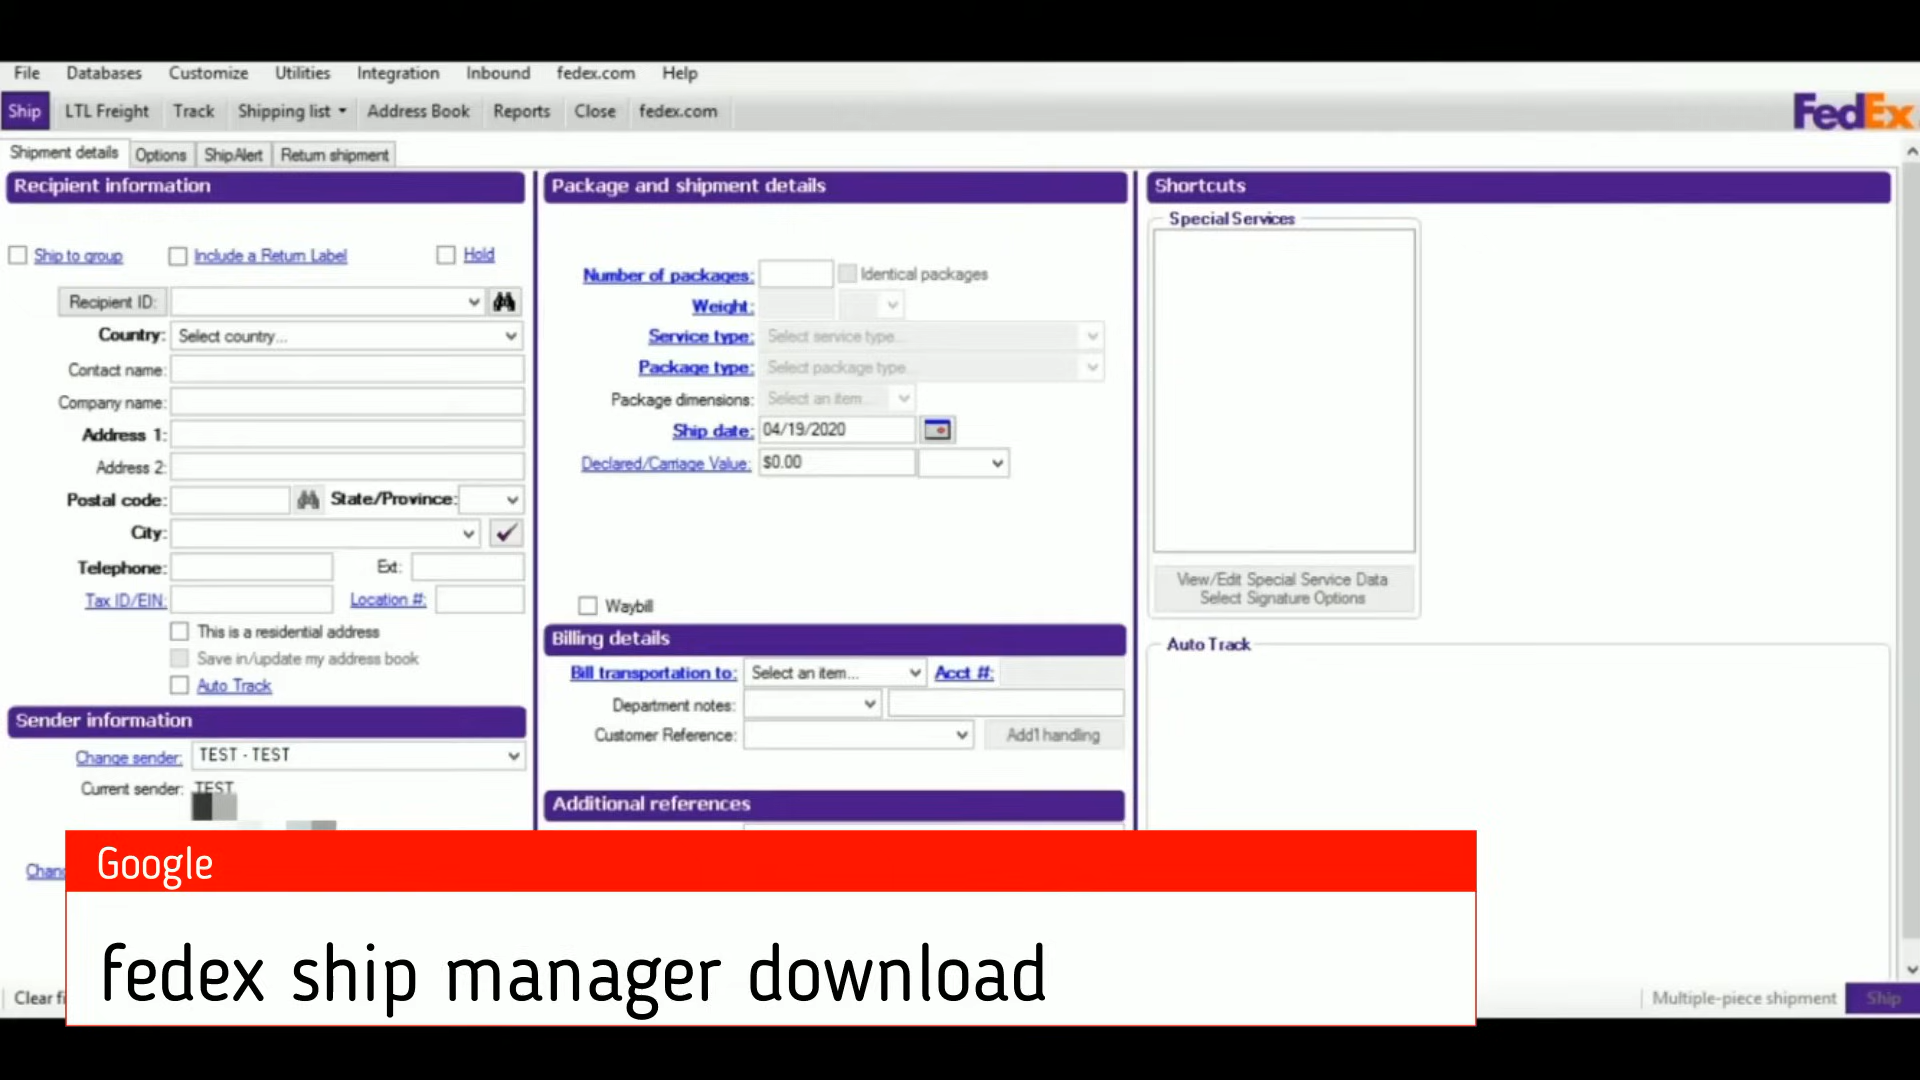 File Databases Customize Utilities Integration Inbound fedex.com Help
Ship LTL Freight Track Shipping list Address Book Reports Close fedex.com
FedEx
Shipment details Options ShipAlert Return shipment
Recipient information
Ship to group Include a Return Label Hold
Recipient ID:
Country: Select country...
Contact name:
Company name:
Address 1:
Address 2:
Postal code: State/Province:
City:
Telephone: Ext:
Tax ID/EIN: Location #:
This is a residential address
Save in/update my address book
Auto Track
Sender information
Change sender: TEST - TEST
Current sender: TEST
Package and shipment details
Number of packages: Identical packages
Weight:
Service type: Select service type...
Package type: Select package type...
Package dimensions: Select an item...
Ship date: 04/19/2020
Declared/Carriage Value: $0.00
Waybill
Billing details
Bill transportation to: Select an item... Acct #:
Department notes:
Customer Reference: Add'l handling
Additional references
Shortcuts
Special Services
View/Edit Special Service Data
Select Signature Options
Auto Track
Google
fedex ship manager download
Clear
Multiple-piece shipment Ship